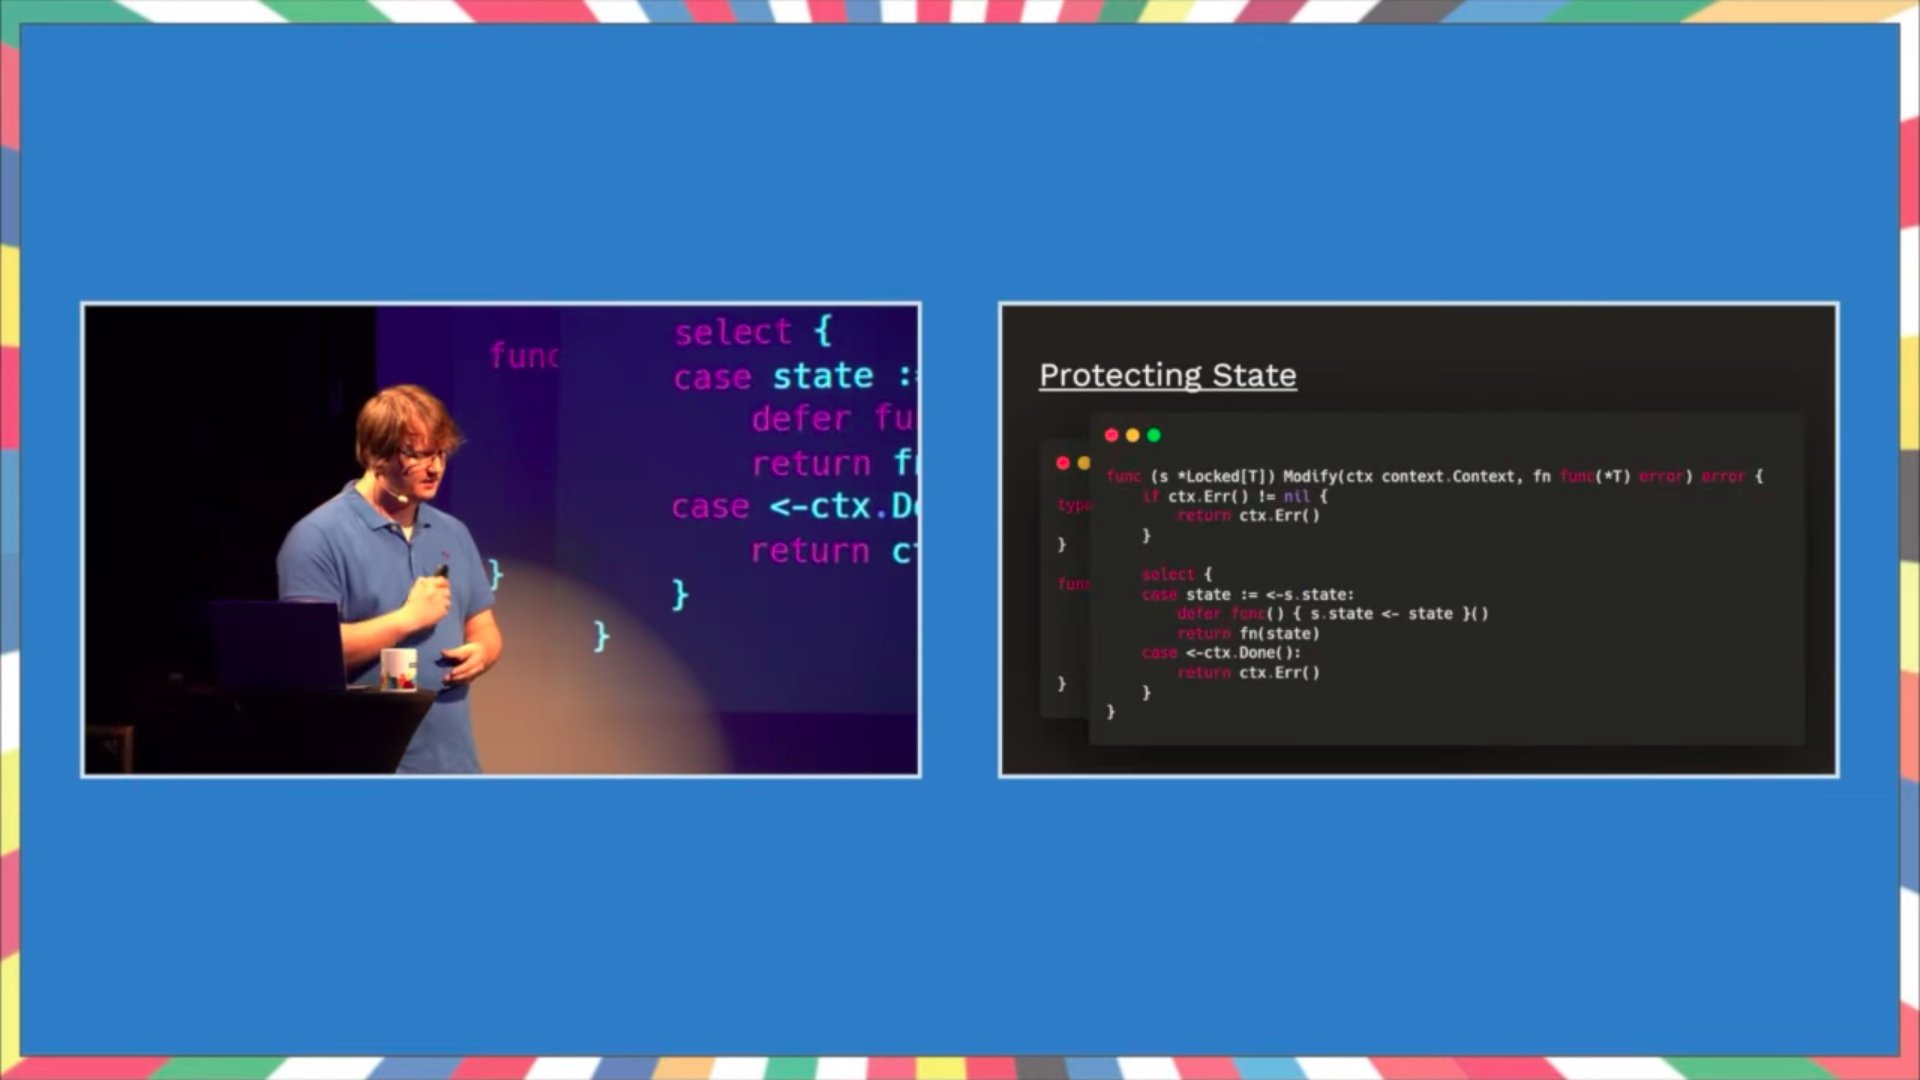 func
select {
case state :=
defer fu
return f
case <-ctx.D
return c
}
}
}
Protecting State
type
}
func
}
func (s *Locked[T]) Modify(ctx context.Context, fn func(*T) error) error {
if ctx.Err() != nil {
return ctx.Err()
}
select {
case state := <-s.state:
defer func() { s.state <- state }()
return fn(state)
case <-ctx.Done():
return ctx.Err()
}
}